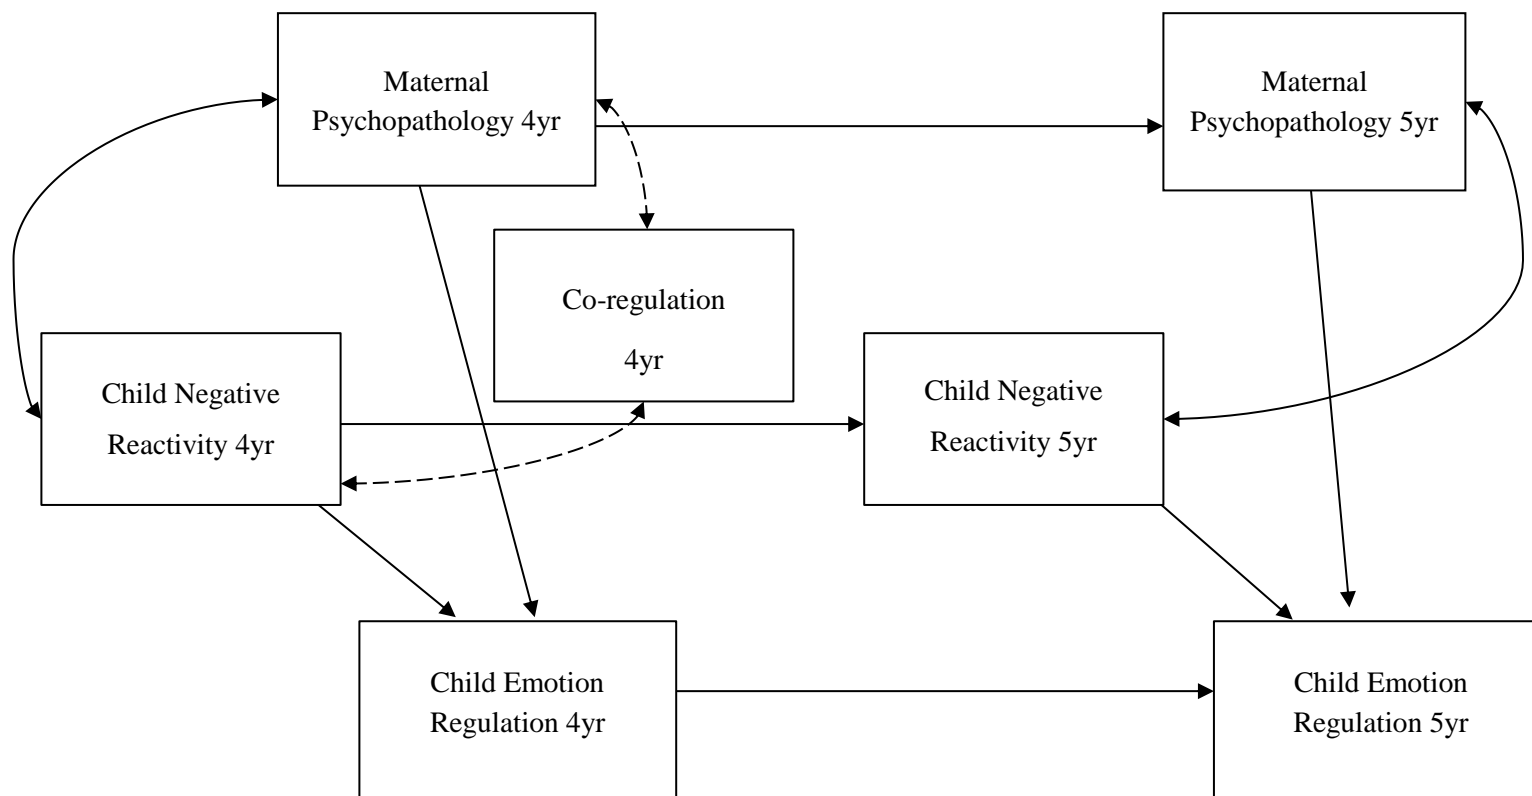 Maternal
Psychopathology 4yr
Maternal
Psychopathology 5yr
Co-regulation
4yr
Child Negative
Reactivity 4yr
Child Negative
Reactivity 5yr
Child Emotion
Regulation 4yr
Child Emotion
Regulation 5yr